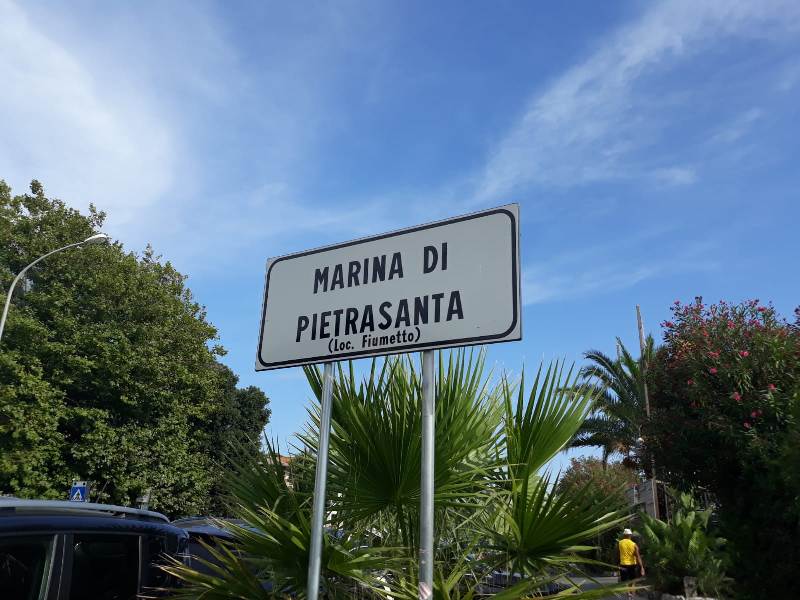 MARINA DI
PIETRASANTA
(Loc. Fiumetto)